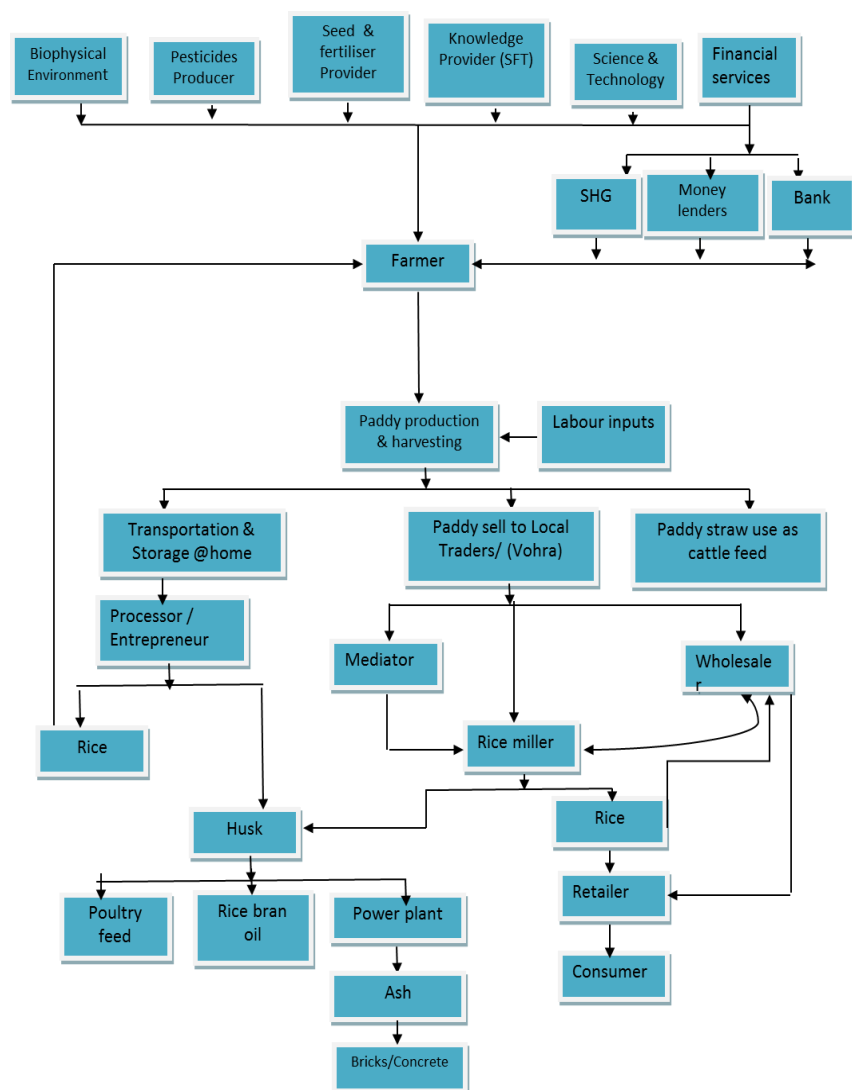 Biophysical
Environment
Pesticides
Producer
Seed & fertiliser
Provider
Knowledge
Provider (SFT)
Science &
Technology
Financial
services
SHG
Money
lenders
Bank
Farmer
Paddy production
& harvesting
Labour inputs
Transportation &
Storage @home
Paddy sell to Local
Traders/ (Vohra)
Paddy straw use as
cattle feed
Processor /
Entrepreneur
Mediator
Wholesale
r
Rice
Rice miller
Husk
Rice
Poultry
feed
Rice bran
oil
Power plant
Retailer
Ash
Consumer
Bricks/Concrete